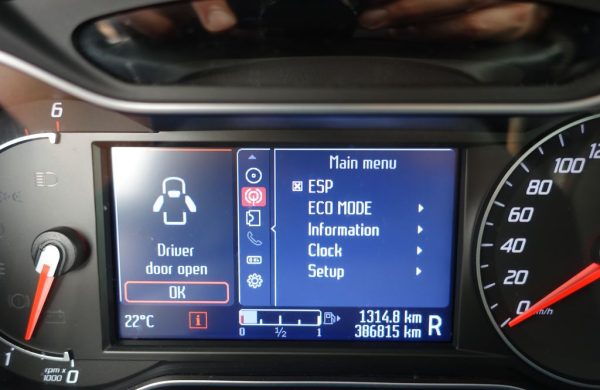 6
1
rpm x
1000
0
Driver
door open
OK
Main menu
ESP
ECO MODE
Information
Clock
Setup
22°C
i
0
1/2
1
1314.8 km
386815 km
R
120
100
80
60
40
20
0
km/h